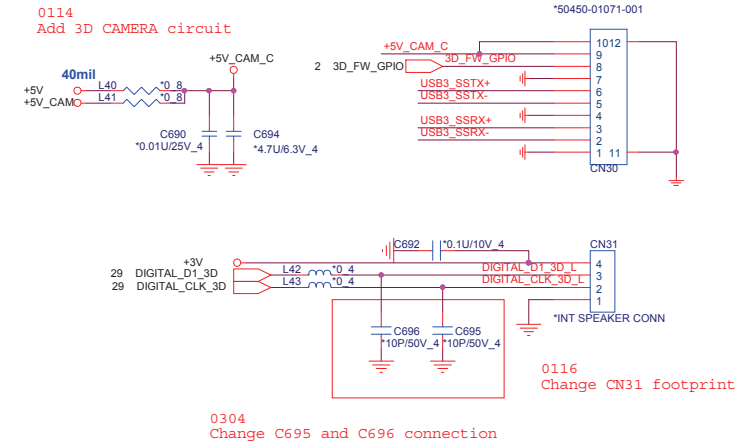 0114
Add 3D CAMERA circuit
*50450-01071-001
40mil
+5V_CAM_C
+5V
L40
*0_8
+5V_CAM
L41
*0_8
C690
*0.01U/25V_4
C694
*4.7U/6.3V_4
+5V_CAM_C
2 3D_FW_GPIO
3D_FW_GPIO
USB3_SSTX+
USB3_SSTX-
USB3_SSRX+
USB3_SSRX-
1012
9
8
7
6
5
4
3
2
1 11
CN30
C692
*0.1U/10V_4
CN31
+3V
29 DIGITAL_D1_3D
L42
*0_4
DIGITAL_D1_3D_L
29 DIGITAL_CLK_3D
L43
*0_4
DIGITAL_CLK_3D_L
4
3
2
1
*INT SPEAKER CONN
C696
*10P/50V_4
C695
*10P/50V_4
0116
Change CN31 footprint
0304
Change C695 and C696 connection